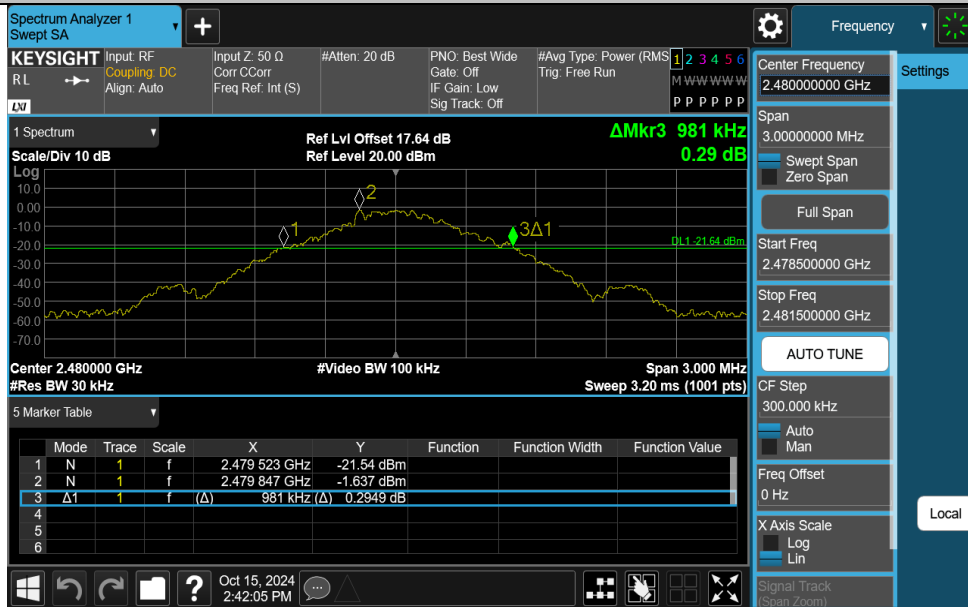 Spectrum Analyzer 1
Swept SA
+
Frequency
KEYSIGHT
RL
LXI
Input: RF
Coupling: DC
Align: Auto
Input Z: 50 Ω
Corr CCorr
Freq Ref: Int (S)
#Atten: 20 dB
PNO: Best Wide
Gate: Off
IF Gain: Low
Sig Track: Off
#Avg Type: Power (RMS
Trig: Free Run
1 2 3 4 5 6
M W W W W W
P P P P P P
Center Frequency
2.480000000 GHz
Settings
Span
3.00000000 MHz
Swept Span
Zero Span
Full Span
Start Freq
2.478500000 GHz
Stop Freq
2.481500000 GHz
AUTO TUNE
CF Step
300.000 kHz
Auto
Man
Freq Offset
0 Hz
X Axis Scale
Log
Lin
Signal Track
(Span Zoom)
Local
1 Spectrum
Scale/Div 10 dB
Ref Lvl Offset 17.64 dB
Ref Level 20.00 dBm
ΔMkr3 981 kHz
0.29 dB
Log
10.0
0.00
-10.0
-20.0
-30.0
-40.0
-50.0
-60.0
-70.0
1
2
3Δ1
DL1 -21.64 dBm
Center 2.480000 GHz
#Video BW 100 kHz
Span 3.000 MHz
#Res BW 30 kHz
Sweep 3.20 ms (1001 pts)
5 Marker Table
Mode Trace Scale X Y Function Function Width Function Value
1 N 1 f 2.479 523 GHz -21.54 dBm
2 N 1 f 2.479 847 GHz -1.637 dBm
3 Δ1 1 f (Δ) 981 kHz (Δ) 0.2949 dB
4
5
6
?
Oct 15, 2024
2:42:05 PM